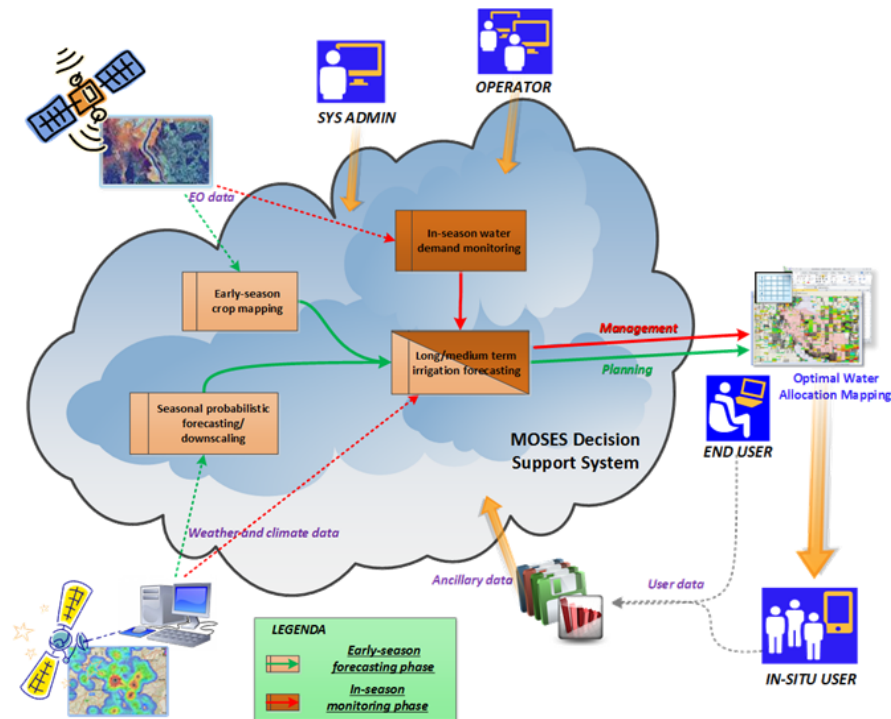 OPERATOR
SYS ADMIN
EO data
In-season water
demand monitoring
Early-season
crop mapping
Management
Long/medium term
irrigation forecasting
Planning
Optimal Water
Allocation Mapping
Seasonal probabilistic
forecasting/
downscaling
MOSES Decision
Support System
END USER
Weather and climate data
Ancillary data
User data
LEGENDA
Early-season
forecasting phase
In-season
monitoring phase
IN-SITU USER